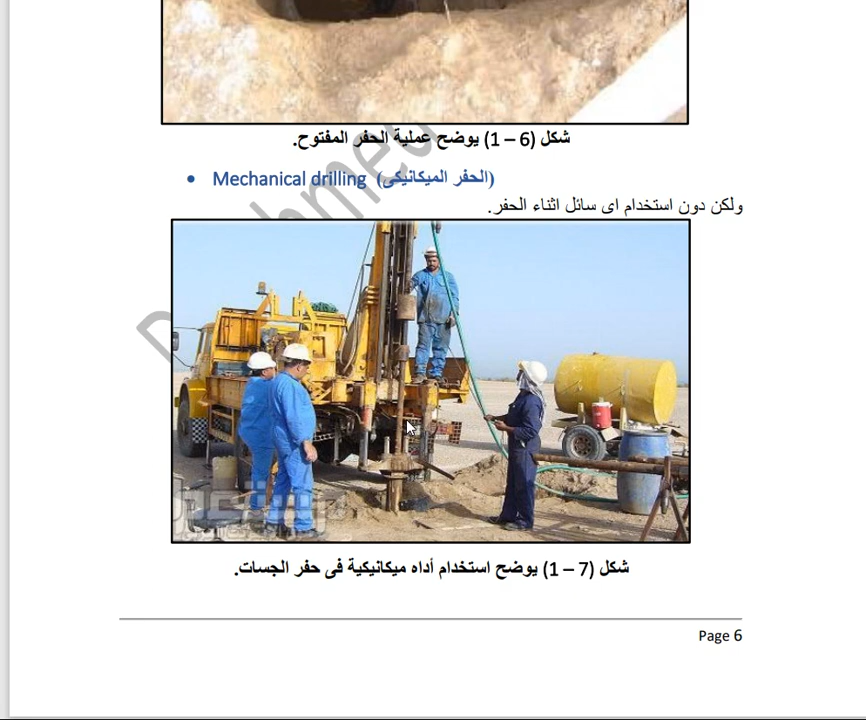 شكل (6 – 1) يوضح عملية الحفر المفتوح.
• Mechanical drilling (الحفر الميكانيكى)
ولكن دون استخدام اى سائل اثناء الحفر.
شكل (7 – 1) يوضح استخدام أداه ميكانيكية فى حفر الجسات.
Page 6